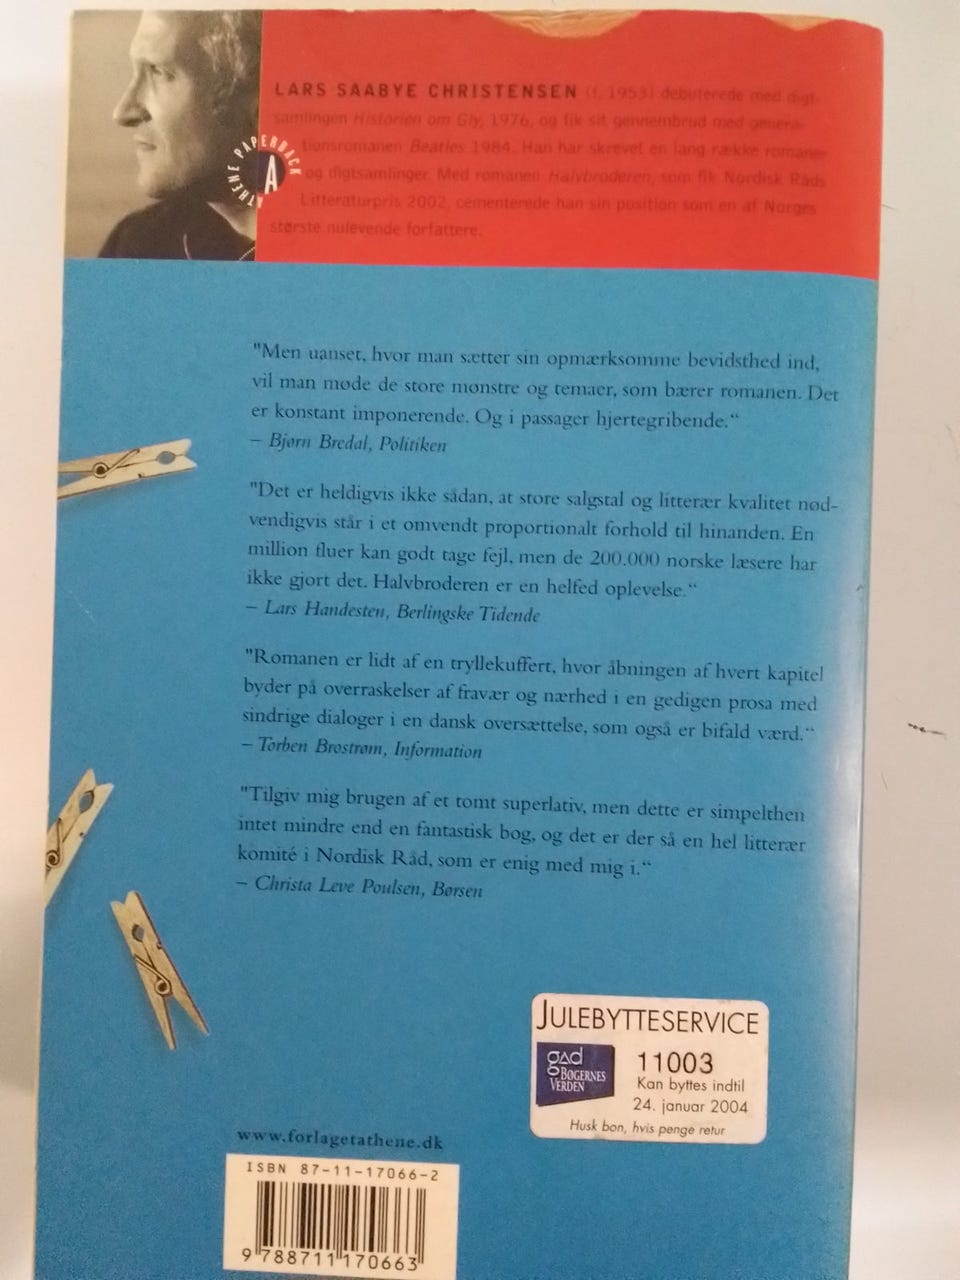 LARS SAABYE CHRISTENSEN (f. 1953) debuterede med digt-
samlingen Historien om Gly, 1976, og fik sit gennembrud med genera-
tionsromanen Beatles 1984. Han har skrevet en lang række romaner
og digtsamlinger. Med romanen Halvbroderen, som fik Nordisk Råds
Litteraturpris 2002, cementerede han sin position som en af Norges
største nulevende forfattere.
ATHENE PAPERBACK
A
"Men uanset, hvor man sætter sin opmærksomme bevidsthed ind,
vil man møde de store mønstre og temaer, som bærer romanen. Det
er konstant imponerende. Og i passager hjertegribende.“
– Bjørn Bredal, Politiken
"Det er heldigvis ikke sådan, at store salgstal og litterær kvalitet nød-
vendigvis står i et omvendt proportionalt forhold til hinanden. En
million fluer kan godt tage fejl, men de 200.000 norske læsere har
ikke gjort det. Halvbroderen er en helfed oplevelse.“
– Lars Handesten, Berlingske Tidende
"Romanen er lidt af en tryllekuffert, hvor åbningen af hvert kapitel
byder på overraskelser af fravær og nærhed i en gedigen prosa med
sindrige dialoger i en dansk oversættelse, som også er bifald værd.“
– Torben Brostrøm, Information
"Tilgiv mig brugen af et tomt superlativ, men dette er simpelthen
intet mindre end en fantastisk bog, og det er der så en hel litterær
komité i Nordisk Råd, som er enig med mig i.“
– Christa Leve Poulsen, Børsen
JULEBYTTESERVICE
gad
BØGERNES
VERDEN
11003
Kan byttes indtil
24. januar 2004
Husk bon, hvis penge retur
www.forlagetathene.dk
ISBN 87-11-17066-2
9 788711 170663